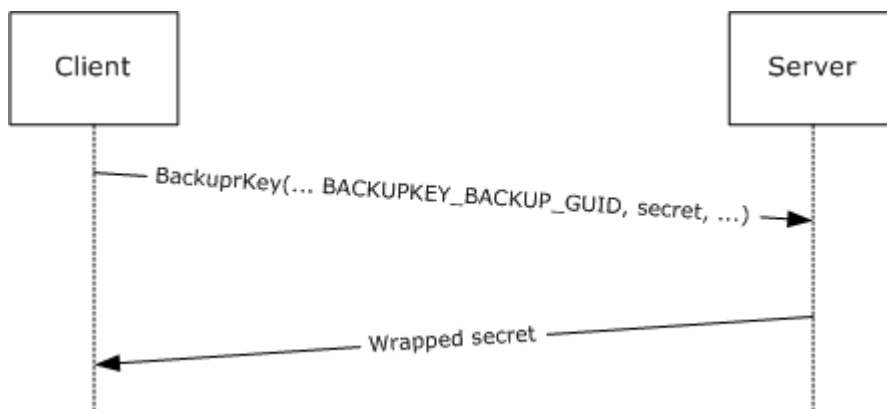 Client
Server
BackuprKey(... BACKUPKEY_BACKUP_GUID, secret, ...)
Wrapped secret